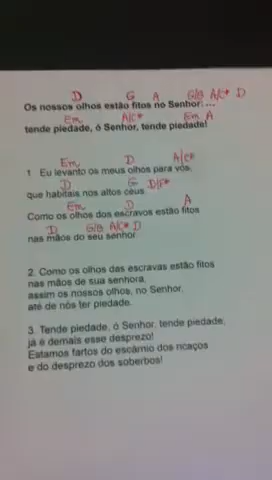 D G A G/B A/C# D
Os nossos olhos estão fitos no Senhor: ...
Em A/C# Em A
tende piedade, ó Senhor, tende piedade!
Em D A/C#
1 Eu levanto os meus olhos para vós,
D G D/F#
que habitais nos altos céus.
Em D A
Como os olhos dos escravos estão fitos
D G/B A/C# D
nas mãos do seu senhor.
2. Como os olhos das escravas estão fitos
nas mãos de sua senhora,
assim os nossos olhos, no Senhor,
até de nós ter piedade.
3. Tende piedade, ó Senhor, tende piedade;
já é demais esse desprezo!
Estamos fartos do escárnio dos ricaços
e do desprezo dos soberbos!